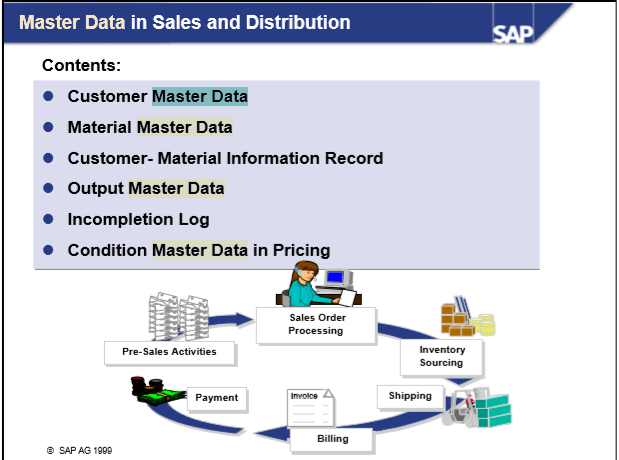 Master Data in Sales and Distribution
SAP
Contents:
Customer Master Data
Material Master Data
Customer- Material Information Record
Output Master Data
Incompletion Log
Condition Master Data in Pricing
Sales Order
Processing
Pre-Sales Activities
Inventory
Sourcing
Payment
Invoice
Shipping
Billing
© SAP AG 1999